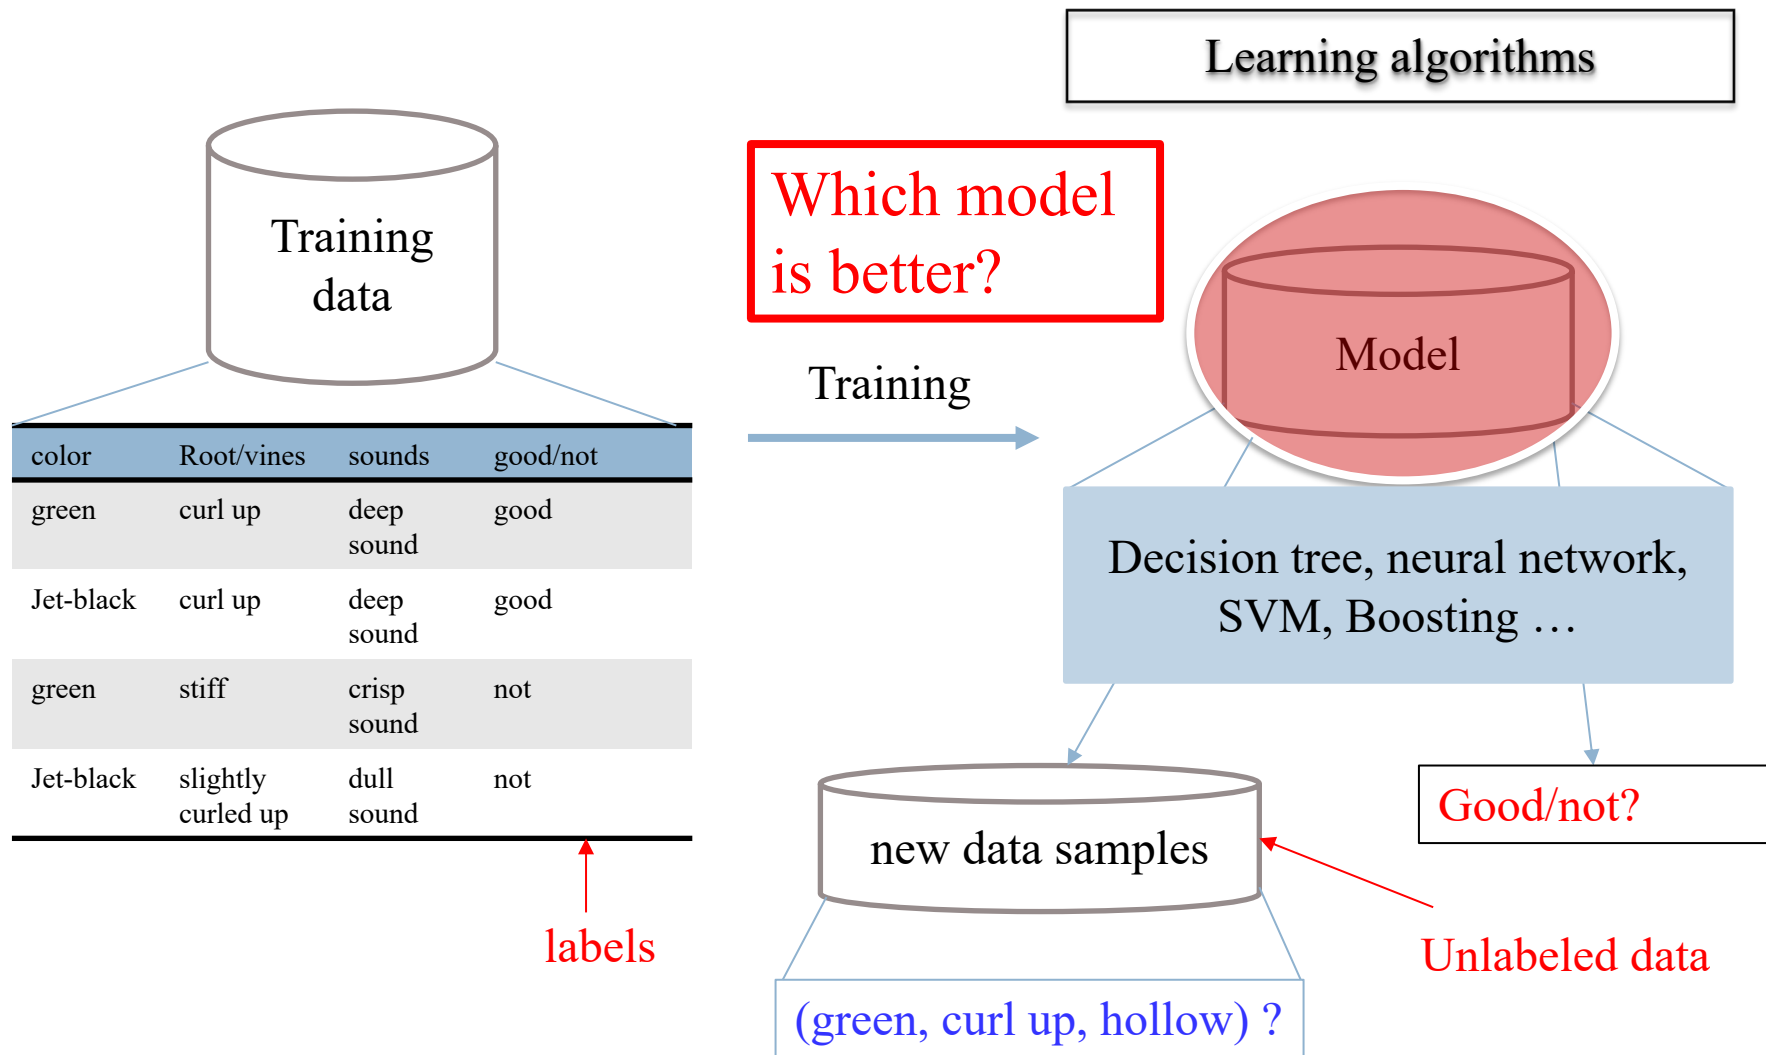 Learning algorithms
Training
data
Which model
is better?
Model
Training
color Root/vines sounds good/not
green curl up deep sound good
Jet-black curl up deep sound good
green stiff crisp sound not
Jet-black slightly curled up dull sound not
labels
Decision tree, neural network,
SVM, Boosting …
new data samples
Good/not?
Unlabeled data
(green, curl up, hollow) ?